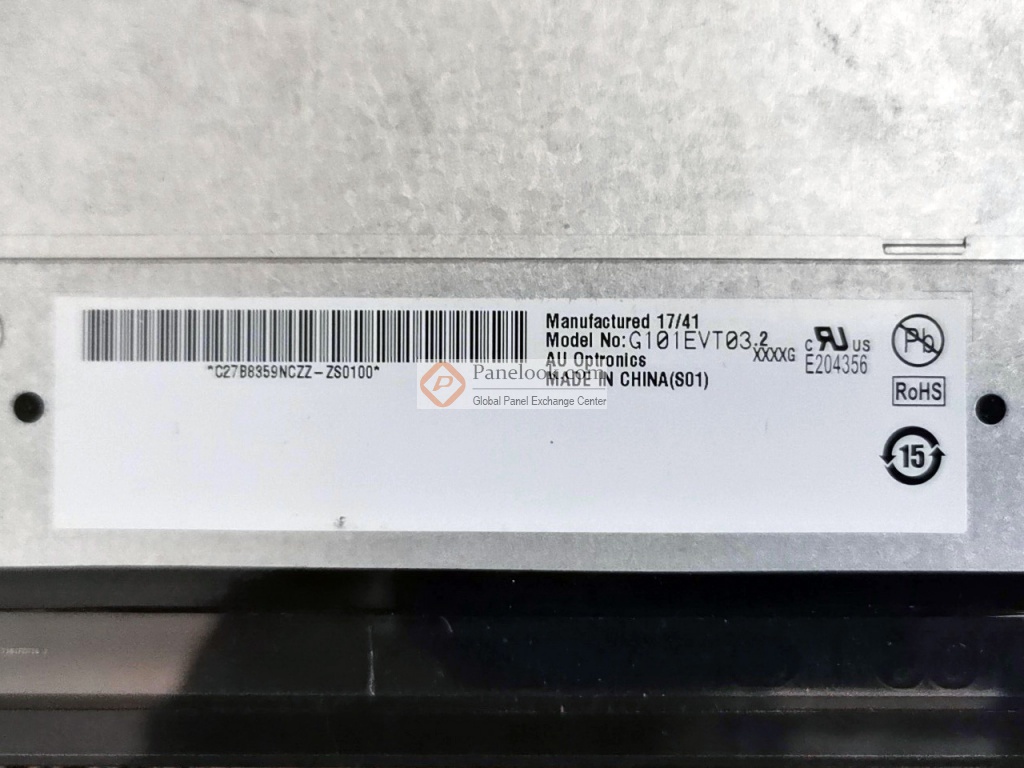 Manufactured 17/41
Model No:G101EVT03.2
XXXXG
AU Optronics
MADE IN CHINA(S01)
*C27B8359NCZZ-ZS0100*
C RU US
E204356
Pb
RoHS
15
Panelook.com
Global Panel Exchange Center